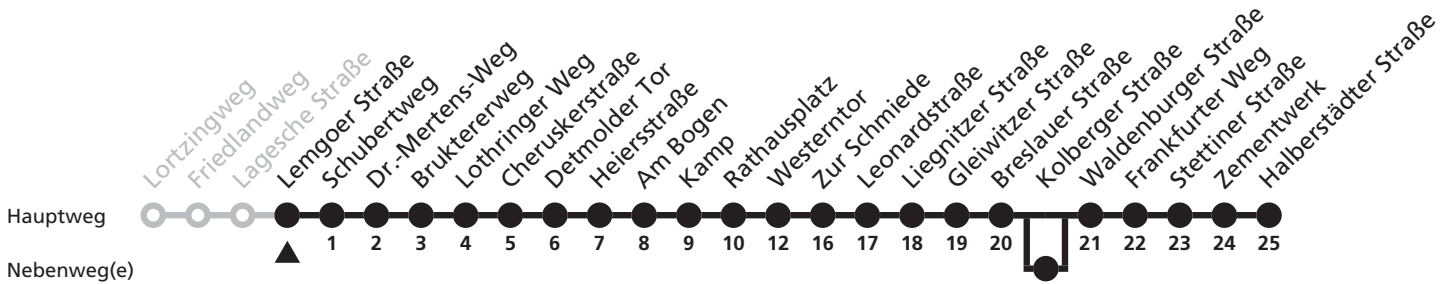 Lortzingweg
Friedlandweg
Lagesche Straße
Lemgoer Straße
Schubertweg
Dr.-Mertens-Weg
Bruktererweg
Lothringer Weg
Cheruskerstraße
Detmolder Tor
Heiersstraße
Am Bogen
Kamp
Rathausplatz
Westerntor
Zur Schmiede
Leonardstraße
Liegnitzer Straße
Gleiwitzer Straße
Breslauer Straße
Kolberger Straße
Waldenburger Straße
Frankfurter Weg
Stettiner Straße
Zementwerk
Halberstädter Straße
Hauptweg
1 2 3 4 5 6 7 8 9 10 12 16 17 18 19 20 21 22 23 24 25
Nebenweg(e)